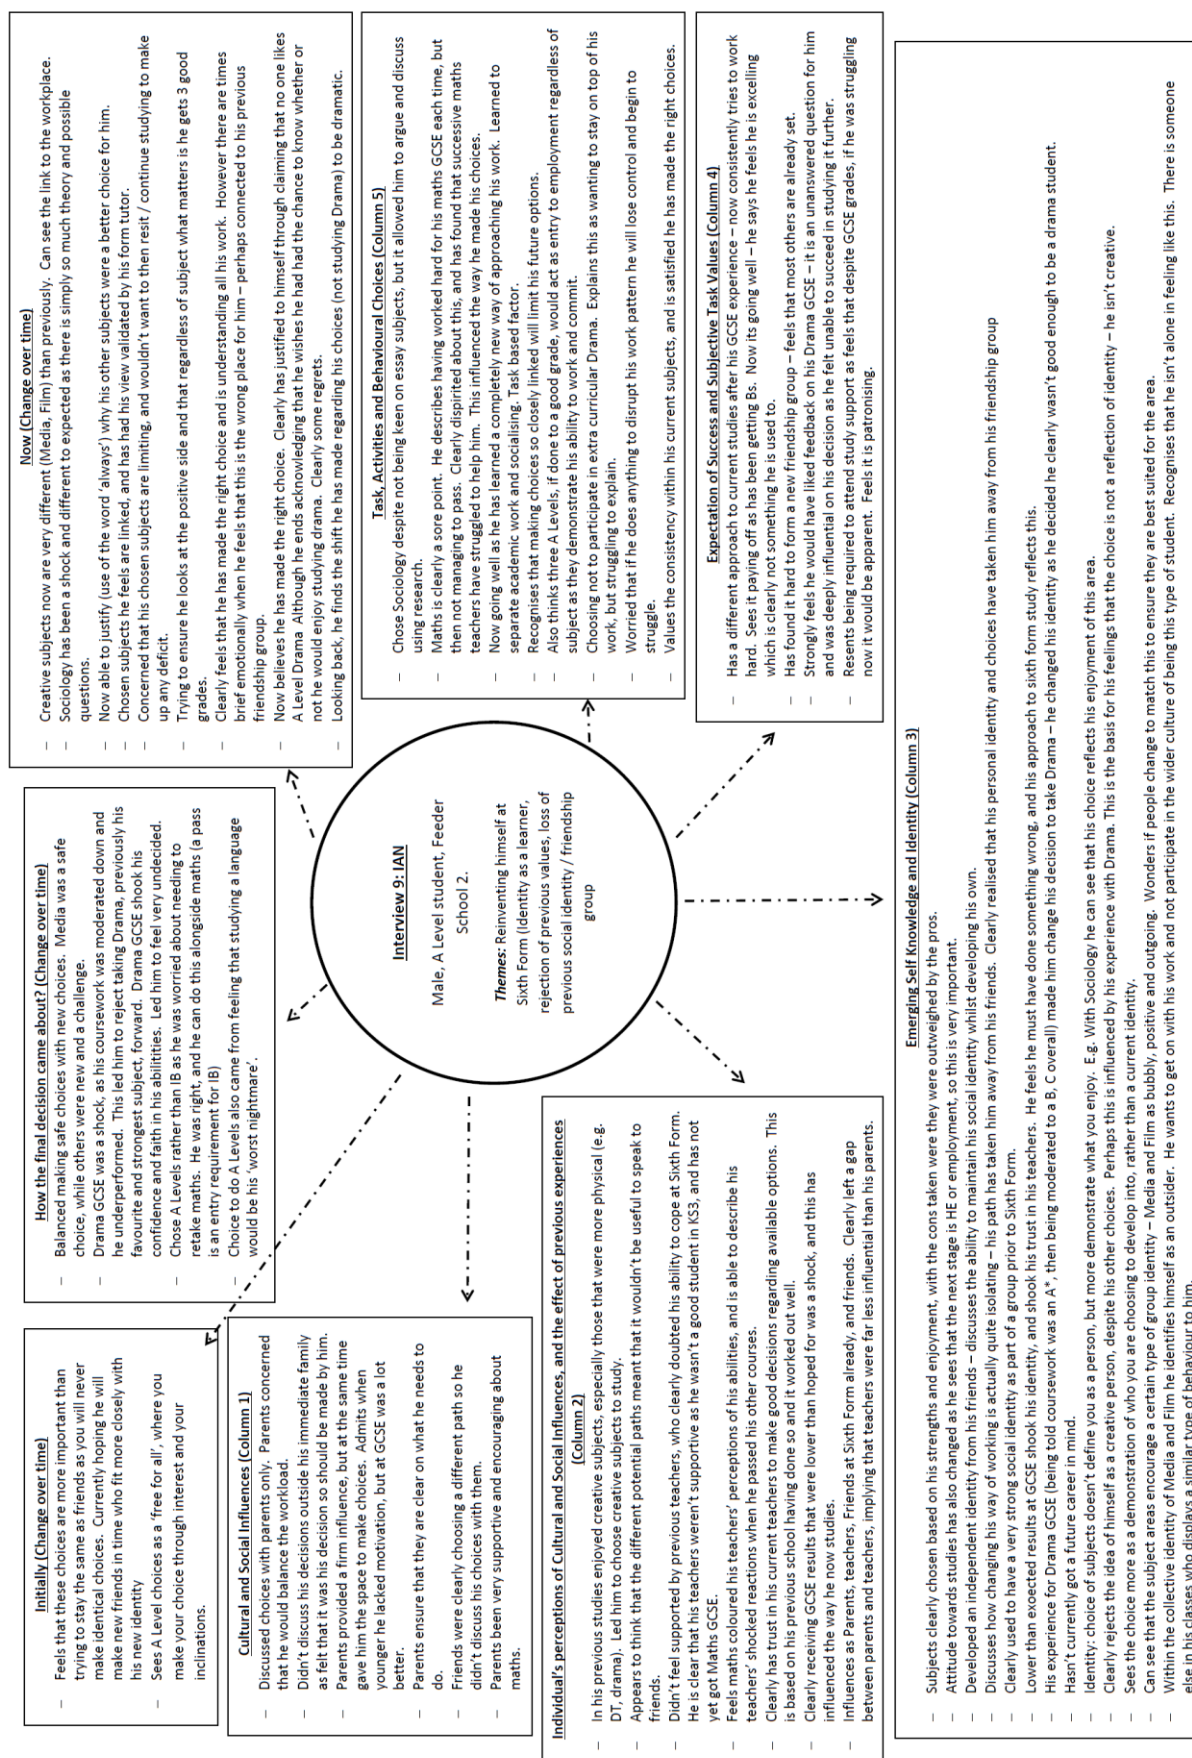 Initially (Change over time)
– Feels that these choices are more important than
trying to stay the same as friends as you will never
make identical choices. Currently hoping he will
make new friends in time who fit more closely with
his new identity
– Sees A Level choices as a 'free for all', where you
make your choice through interest and your
inclinations.
How the final decision came about? (Change over time)
– Balanced making safe choices with new choices. Media was a safe
choice, while others were new and a challenge.
– Drama GCSE was a shock, as his coursework was moderated down and
he underperformed. This led him to reject taking Drama, previously his
favourite and strongest subject, forward. Drama GCSE shook his
confidence and faith in his abilitities. Led him to feel very undecided.
– Chose A Levels rather than IB as he was worried about needing to
retake maths. He was right, and he can do this alongside maths (a pass
is an entry requirement for IB)
– Choice to do A Levels also came from feeling that studying a language
would be his 'worst nightmare'.
Now (Change over time)
– Creative subjects now are very different (Media, Film) than previously. Can see the link to the workplace.
– Sociology has been a shock and different to expected as there is simply so much theory and possible
questions.
– Now able to justify (use of the word 'always') why his other subjects were a better choice for him.
– Chosen subjects he feels are linked, and has had his view validated by his form tutor.
– Concerned that his chosen subjects are limiting, and wouldn't want to then resit / continue studying to make
up any deficit.
– Trying to ensure he looks at the positive side and that regardless of subject what matters is he gets 3 good
grades.
– Clearly feels that he has made the right choice and is understanding all his work. However there are times
brief emotionally when he feels that this is the wrong place for him – perhaps connected to his previous
friendship group.
– Now believes he has made the right choice. Clearly has justified to himself through claiming that no one likes
A Level Drama Although he ends acknowledging that he wishes he had had the chance to know whether or
not he would enjoy studying drama. Clearly some regrets.
– Looking back, he finds the shift he has made regarding his choices (not studying Drama) to be dramatic.
Cultural and Social Influences (Column 1)
– Discussed choices with parents only. Parents concerned
that he would balance the workload.
– Didn't discuss his decisions outside his immediate family
as felt that it was his decision so should be made by him.
– Parents provided a firm influence, but at the same time
gave him the space to make choices. Admits when
younger he lacked motivation, but at GCSE was a lot
better.
– Parents ensure that they are clear on what he needs to
do.
– Friends were clearly choosing a different path so he
didn't discuss his choices with them.
– Parents been very supportive and encouraging about
maths.
Interview 9: IAN
Male, A Level student, Feeder
School 2.
Themes: Reinventing himself at
Sixth Form (Identity as a learner,
rejection of previous values, loss of
previous social identity / friendship
group
Task, Activities and Behavioural Choices (Column 5)
– Chose Sociology despite not being keen on essay subjects, but it allowed him to argue and discuss
using research.
– Maths is clearly a sore point. He describes having worked hard for his maths GCSE each time, but
then not managing to pass. Clearly dispirited about this, and has found that successive maths
teachers have struggled to help him. This influenced the way he made his choices.
– Now going well as he has learned a completely new way of approaching his work. Learned to
separate academic work and socialising. Task based factor.
– Recognises that making choices so closely linked will limit his future options.
– Also thinks three A Levels, if done to a good grade, would act as entry to employment regardless of
subject as they demonstrate his ability to work and commit.
– Choosing not to participate in extra curricular Drama. Explains this as wanting to stay on top of his
work, but struggling to explain.
– Worried that if he does anything to disrupt his work pattern he will lose control and begin to
struggle.
– Values the consistency within his current subjects, and is satisfied he has made the right choices.
Individual's perceptions of Cultural and Social Influences, and the effect of previous experiences
(Column 2)
– In his previous studies enjoyed creative subjects, especially those that were more physical (e.g.
DT, drama). Led him to choose creative subjects to study.
– Appears to think that the different potential paths meant that it wouldn't be useful to speak to
friends.
– Didn't feel supported by previous teachers, who clearly doubted his ability to cope at Sixth Form.
He is clear that his teachers weren't supportive as he wasn't a good student in KS3, and has not
yet got Maths GCSE.
– Feels maths coloured his teachers' perceptions of his abilities, and is able to describe his
teachers' shocked reactions when he passed his other courses.
– Clearly has trust in his current teachers to make good decisions regarding available options. This
is based on his previous school having done so and it worked out well.
– Clearly receiving GCSE results that were lower than hoped for was a shock, and this has
influenced the way he now studies.
– Influences as Parents, teachers, Friends at Sixth Form already, and friends. Clearly left a gap
between parents and teachers, implying that teachers were far less influential than his parents.
Expectation of Success and Subjective Task Values (Column 4)
– Has a different approach to current studies after his GCSE experience – now consistently tries to work
hard. Sees it paying off as has been getting Bs. Now its going well – he says he feels he is excelling
which is clearly not something he is used to.
– Has found it hard to form a new friendship group – feels that most others are already set.
– Strongly feels he would have liked feedback on his Drama GCSE – it is an unanswered question for him
and was deeply influential on his decision as he felt unable to succeed in studying it further.
– Resents being required to attend study support as feels that despite GCSE grades, if he was struggling
now it would be apparent. Feels it is patronising.
Emerging Self Knowledge and Identity (Column 3)
– Subjects clearly chosen based on his strengths and enjoyment, with the cons taken were they were outweighed by the pros.
– Attitude towards studies has also changed as he sees that the next stage is HE or employment, so this is very important.
– Developed an independent identity from his friends – discusses the ability to maintain his social identity whilst developing his own.
– Discusses how changing his way of working is actually quite isolating – his path has taken him away from his friends. Clearly realised that his personal identity and choices have taken him away from his friendship group
– Clearly used to have a very strong social identity as part of a group prior to Sixth Form.
– Lower than expected results at GCSE shook his identity, and shook his trust in his teachers. He feels he must have done something wrong, and his approach to sixth form study reflects this.
– His experience for Drama GCSE (being told coursework was an A*, then being moderated to a B, C overall) made him change his decision to take Drama – he changed his identity as he decided he clearly wasn't good enough to be a drama student.
– Hasn't currently got a future career in mind.
– Identity: choice of subjects doesn't define you as a person, but more demonstrate what you enjoy. E.g. With Sociology he can see that his choice reflects his enjoyment of this area.
– Clearly rejects the idea of himself as a creative person, despite his other choices. Perhaps this is influenced by his experience with Drama. This is the basis for his feelings that the choice is not a reflection of identity – he isn't creative.
– Sees the choice more as a demonstration of who you are choosing to develop into, rather than a current identity.
– Can see that the subject areas encourage a certain type of group identity – Media and Film as bubbly, positive and outgoing. Wonders if people change to match this to ensure they are best suited for the area.
– Within the collective identity of Media and Film he identifies himself as an outsider. He wants to get on with his work and not participate in the wider culture of being this type of student. Recognises that he isn't alone in feeling like this. There is someone
else in his classes who displays a similar type of behaviour to him.